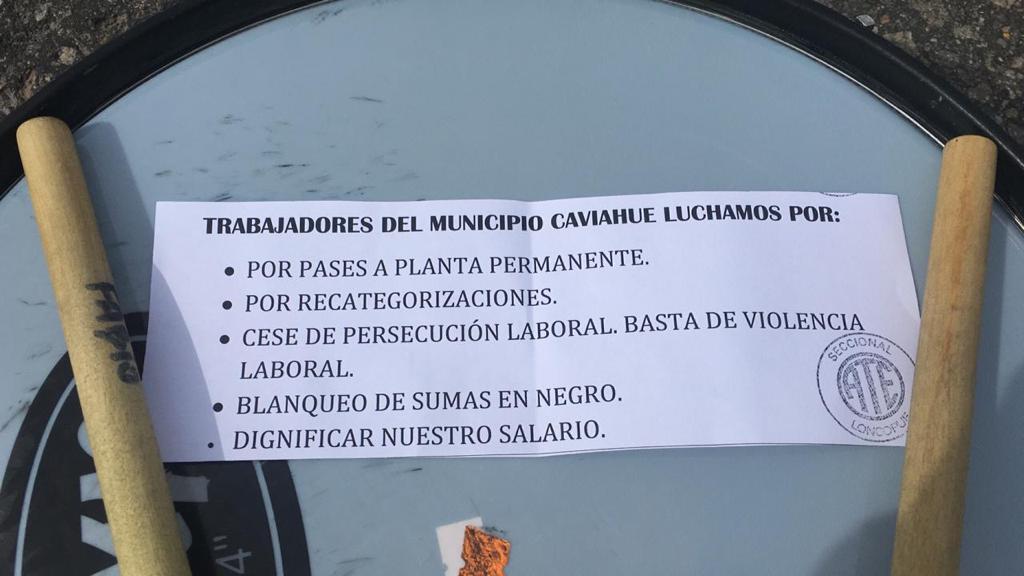 TRABAJADORES DEL MUNICIPIO CAVIAHUE LUCHAMOS POR:
• POR PASES A PLANTA PERMANENTE.
• POR RECATEGORIZACIONES.
• CESE DE PERSECUCIÓN LABORAL. BASTA DE VIOLENCIA
LABORAL.
• BLANQUEO DE SUMAS EN NEGRO.
• DIGNIFICAR NUESTRO SALARIO.
SECCIONAL
ATE
LONCOPUE
4"